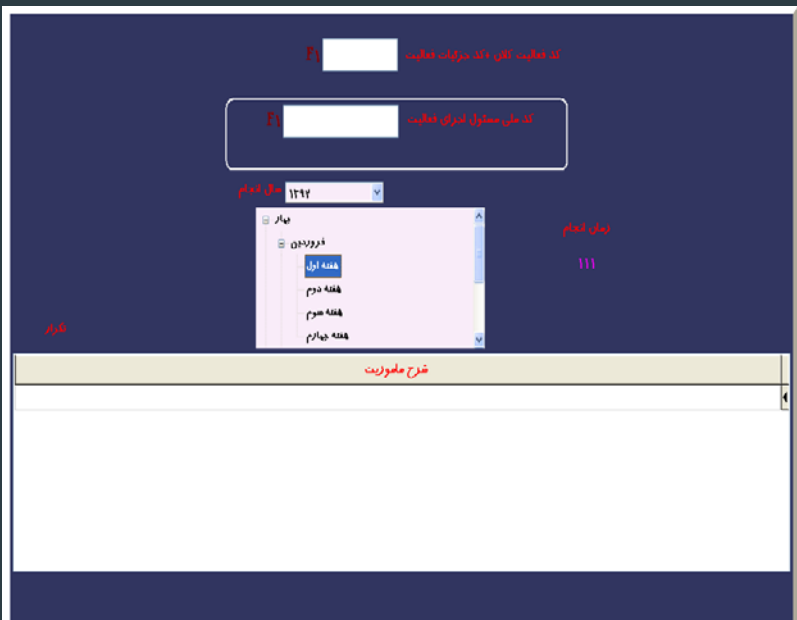 کد فعالیت کلان +کد جزئیات فعالیت F1
کد ملی مسئول اجرای فعالیت F1
سال انجام ۱۳۹۲
زمان انجام
۱۱۱
بهار
فروردین
هفته اول
هفته دوم
هفته سوم
هفته چهارم
تکرار
شرح ماموریت